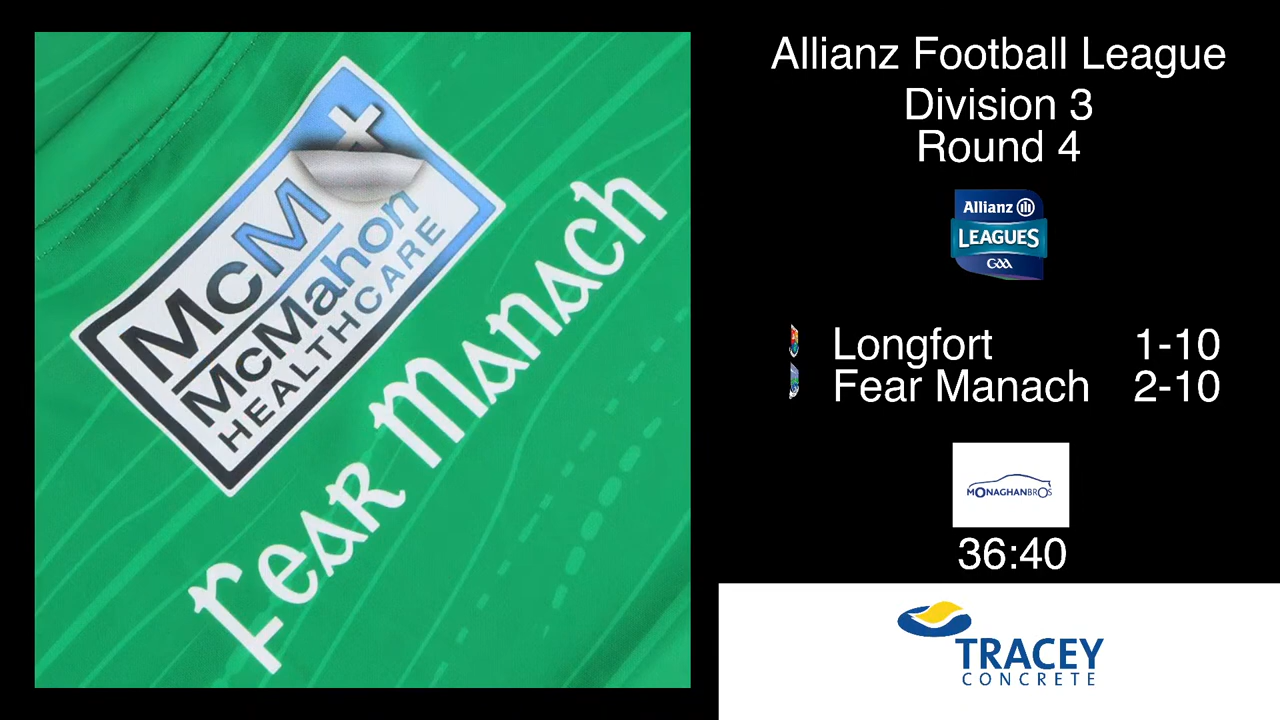 McM
McMahon
HEALTHCARE
Fear Manach
Allianz Football League
Division 3
Round 4
Allianz
LEAGUES
GAA
Longfort 1-10
Fear Manach 2-10
MONAGHANBROS
36:40
TRACEY
CONCRETE